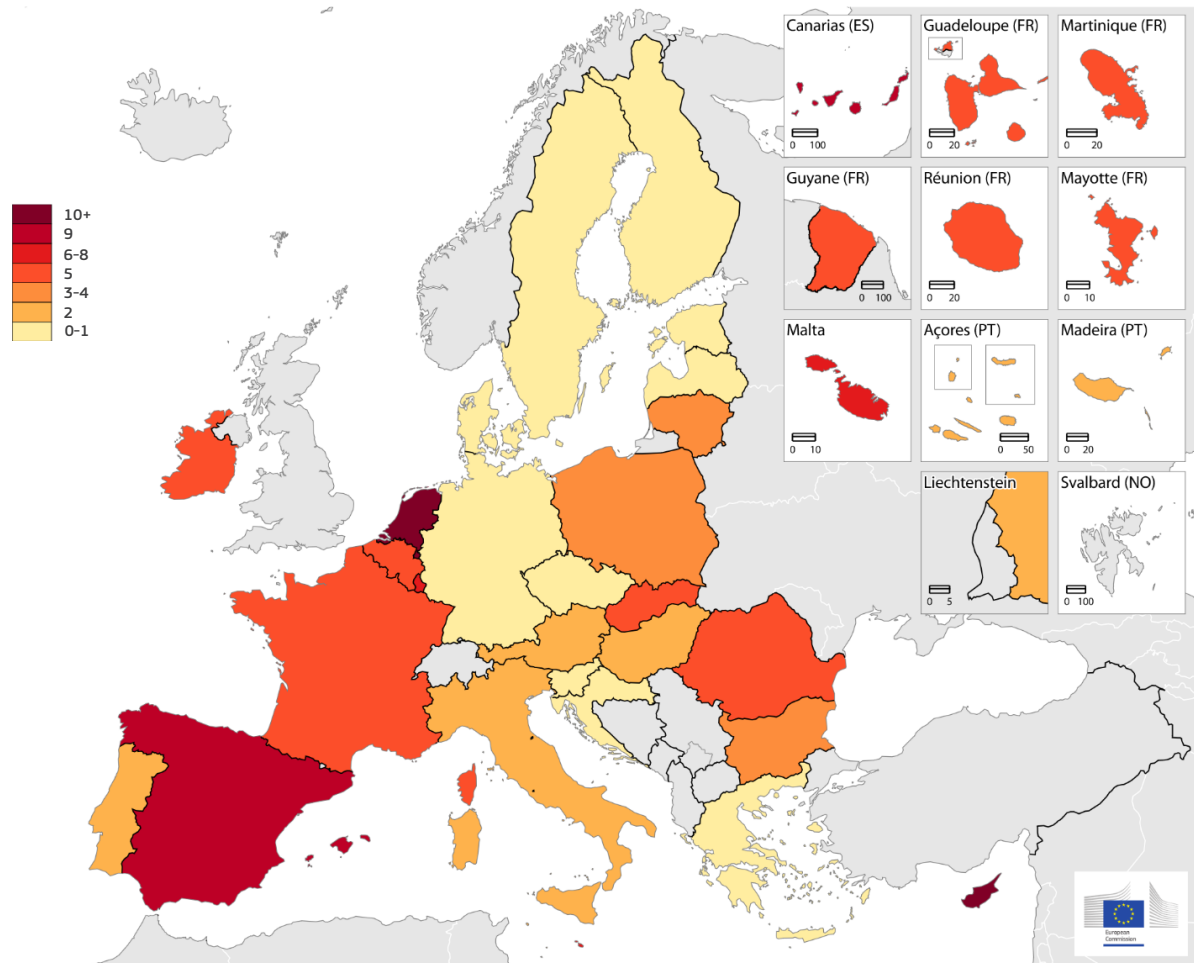 Canarias (ES)
0 100
Guadeloupe (FR)
0 20
Martinique (FR)
0 20
10+
9
6-8
5
3-4
2
0-1
Guyane (FR)
0 100
Réunion (FR)
0 20
Mayotte (FR)
0 10
Malta
0 10
Açores (PT)
0 50
Madeira (PT)
0 20
Liechtenstein
0 5
Svalbard (NO)
0 100
European
Commission